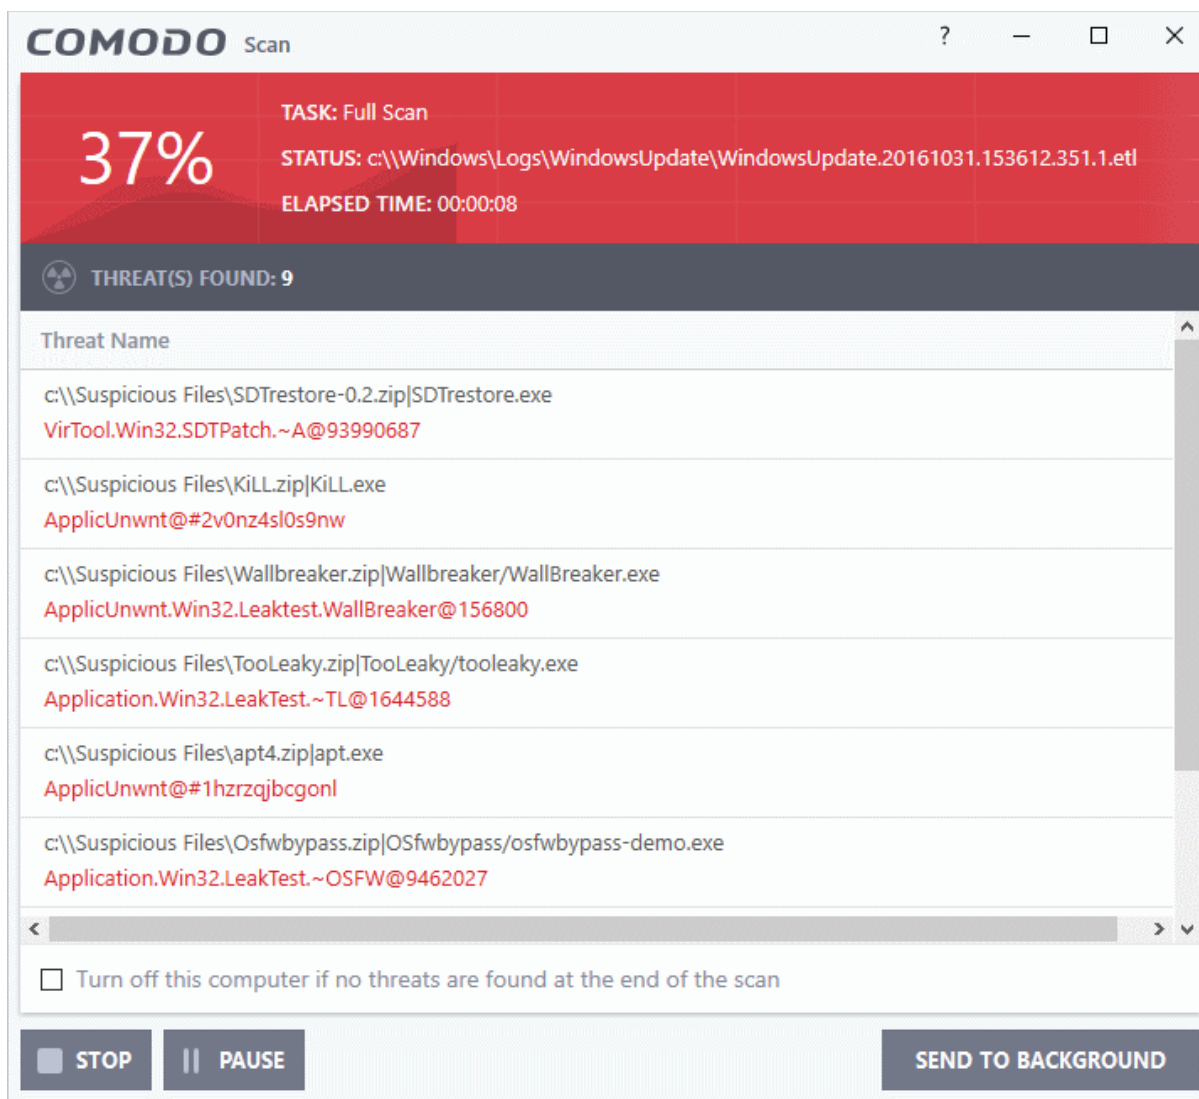 COMODO Scan
?
37%
TASK: Full Scan
STATUS: c:\\Windows\Logs\WindowsUpdate\WindowsUpdate.20161031.153612.351.1.etl
ELAPSED TIME: 00:00:08
THREAT(S) FOUND: 9
Threat Name
c:\\Suspicious Files\SDTrestore-0.2.zip|SDTrestore.exe
VirTool.Win32.SDTPatch.~A@93990687
c:\\Suspicious Files\KiLL.zip|KiLL.exe
ApplicUnwnt@#2v0nz4sl0s9nw
c:\\Suspicious Files\Wallbreaker.zip|Wallbreaker/WallBreaker.exe
ApplicUnwnt.Win32.Leaktest.WallBreaker@156800
c:\\Suspicious Files\TooLeaky.zip|TooLeaky/tooleaky.exe
Application.Win32.LeakTest.~TL@1644588
c:\\Suspicious Files\apt4.zip|apt.exe
ApplicUnwnt@#1hzrzqjbcgonl
c:\\Suspicious Files\Osfwbypass.zip|OSfwbypass/osfwbypass-demo.exe
Application.Win32.LeakTest.~OSFW@9462027
Turn off this computer if no threats are found at the end of the scan
STOP
PAUSE
SEND TO BACKGROUND